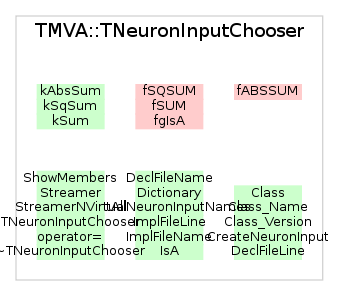 TMVA::TNeuronInputChooser
kAbsSum
kSqSum
kSum
fSQSUM
fSUM
fgIsA
fABSSUM
ShowMembers
Streamer
StreamerNVirtual
TNeuronInputChooser
operator=
~TNeuronInputChooser
DeclFileName
Dictionary
ImplFileLine
ImplFileName
IsA
Class
Class_Name
Class_Version
CreateNeuronInput
DeclFileLine